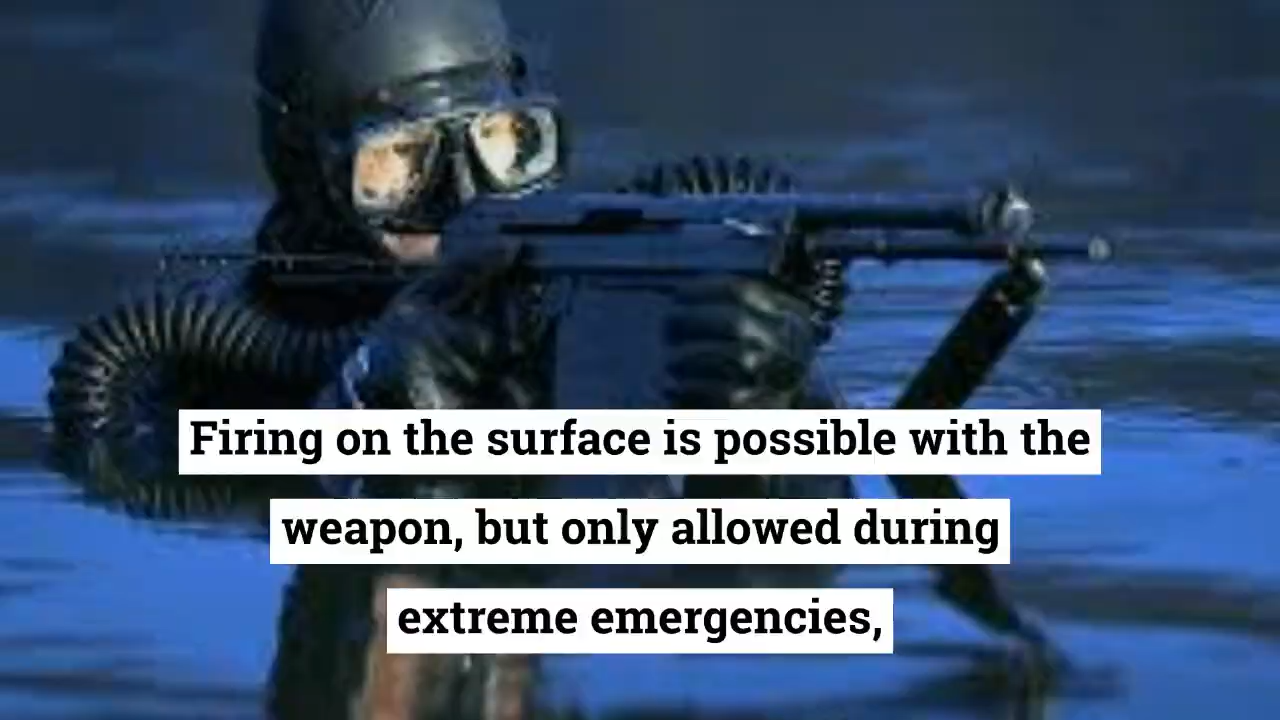 Firing on the surface is possible with the
weapon, but only allowed during
extreme emergencies,